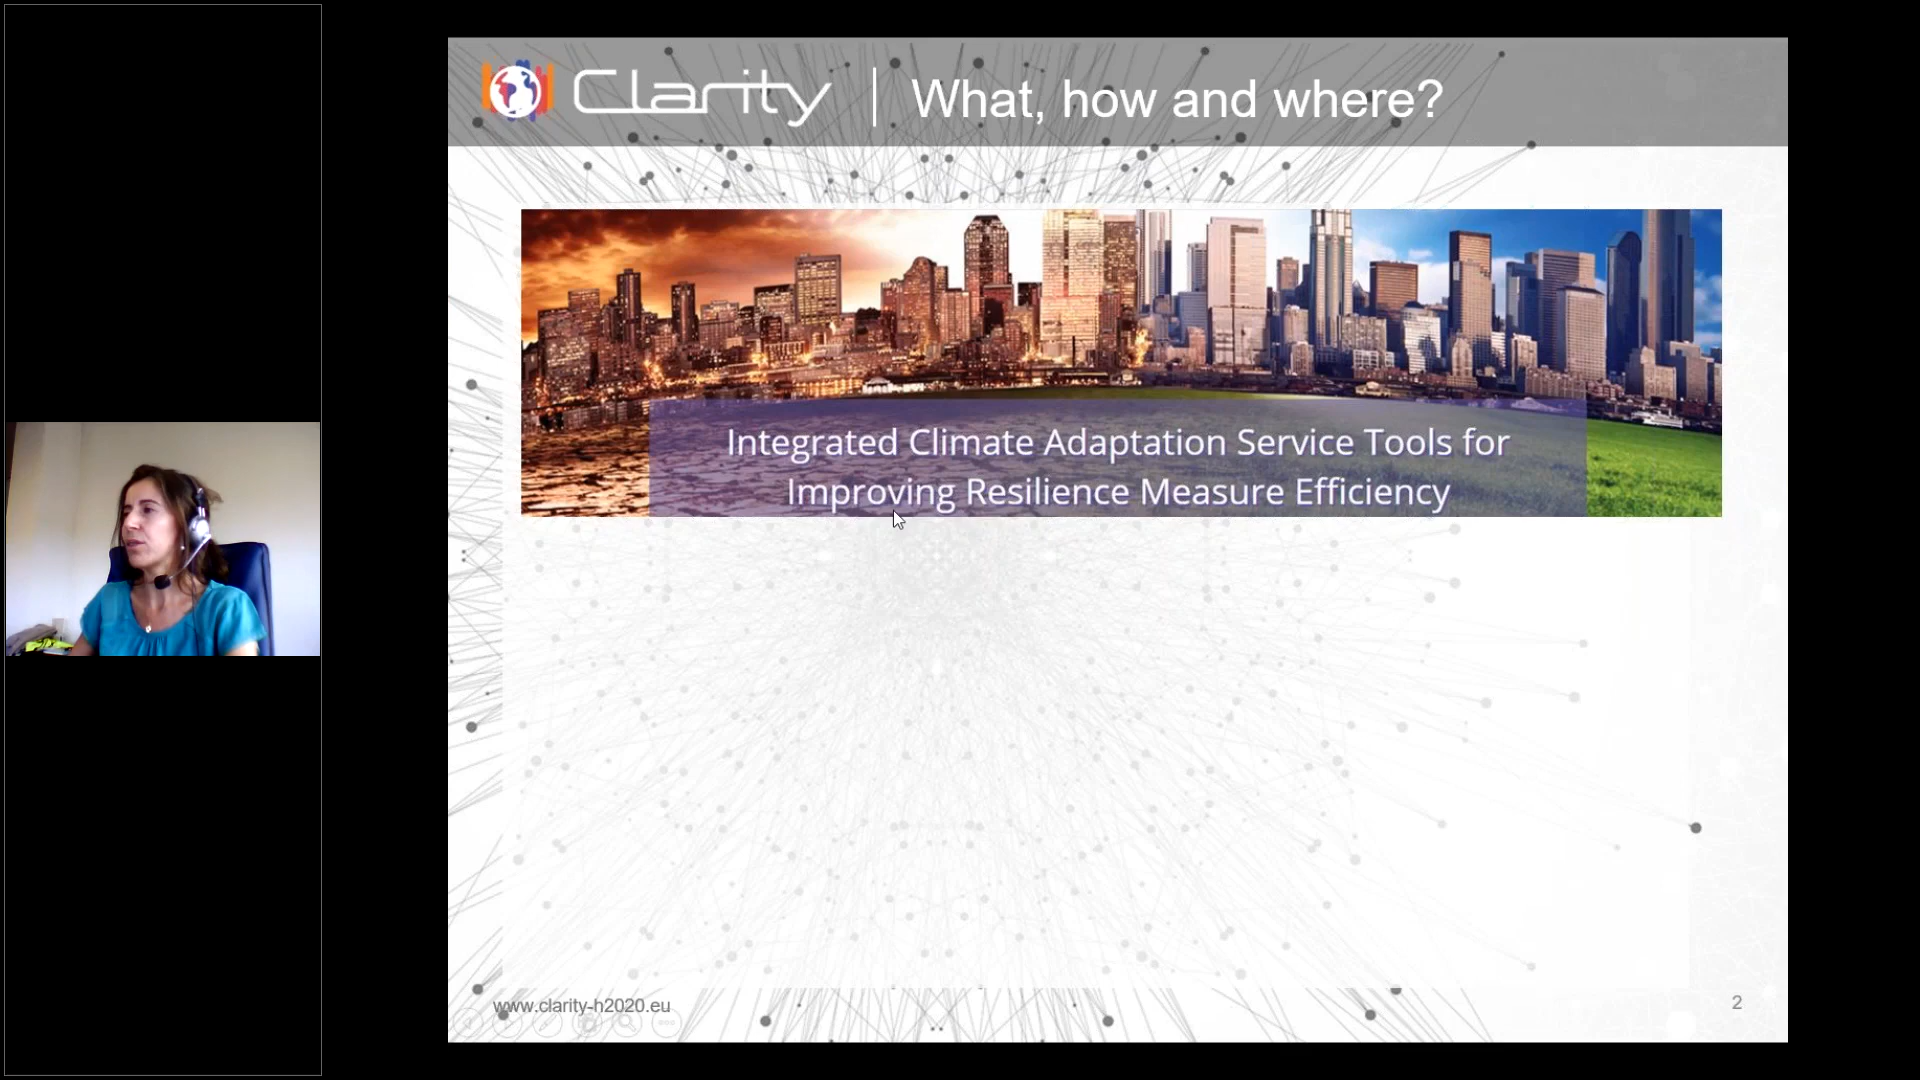 Clarity
What, how and where?
Integrated Climate Adaptation Service Tools for
Improving Resilience Measure Efficiency
www.clarity-h2020.eu
2